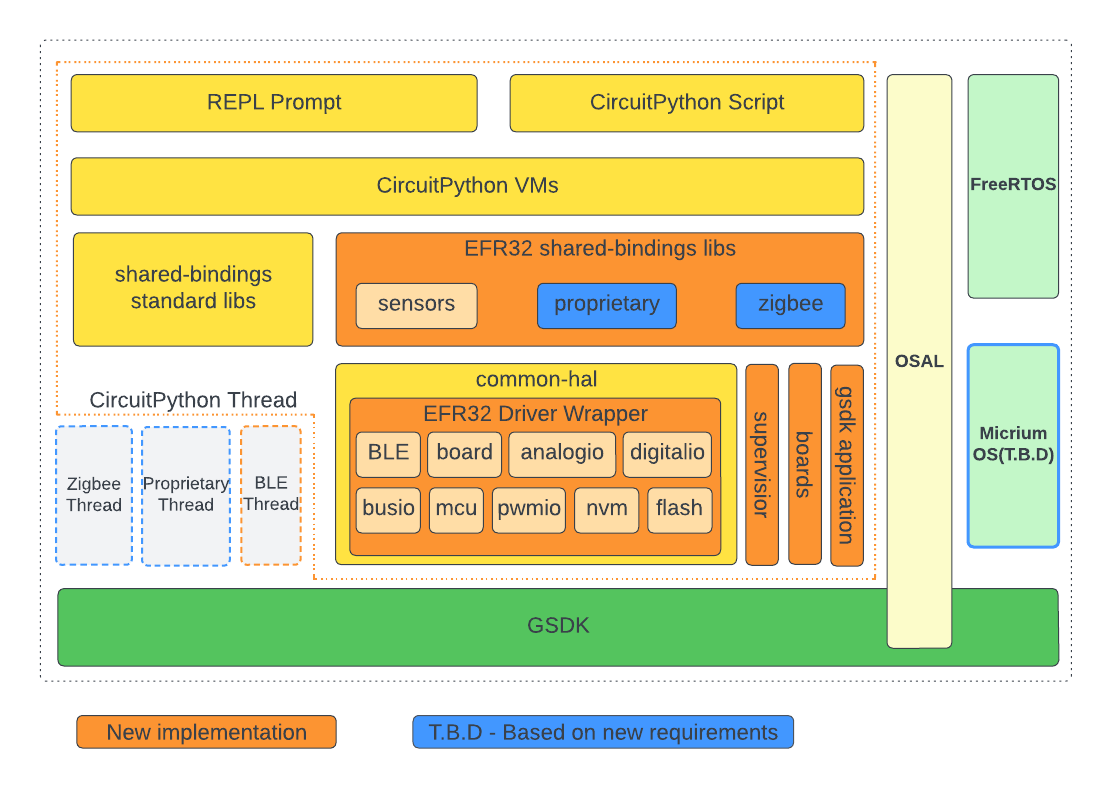 REPL Prompt
CircuitPython Script
CircuitPython VMs
shared-bindings
standard libs
EFR32 shared-bindings libs
sensors
proprietary
zigbee
CircuitPython Thread
Zigbee
Thread
Proprietary
Thread
BLE
Thread
common-hal
EFR32 Driver Wrapper
BLE
board
analogio
digitalio
busio
mcu
pwmio
nvm
flash
supervisior
boards
gsdk application
OSAL
FreeRTOS
Micrium
OS(T.B.D)
GSDK
New implementation
T.B.D - Based on new requirements